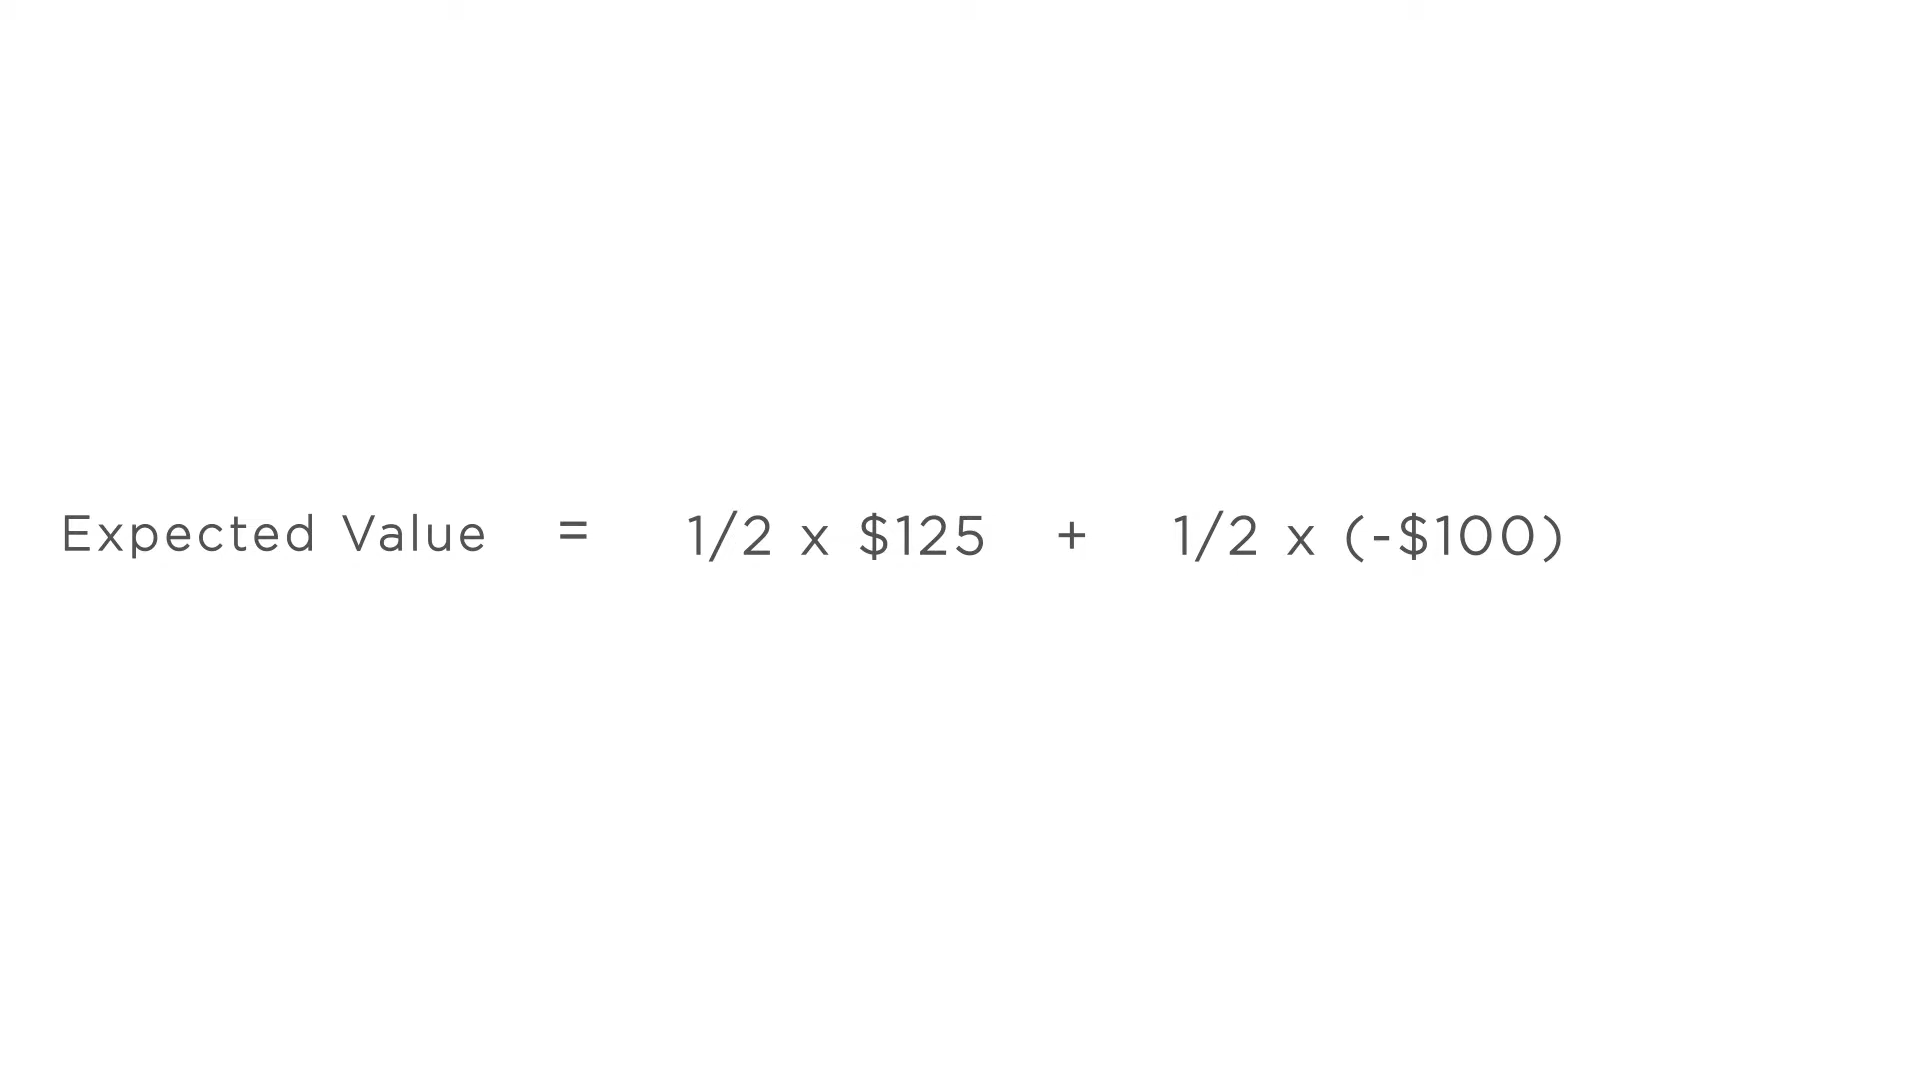 Expected Value = 1/2 x $125 + 1/2 x (-$100)